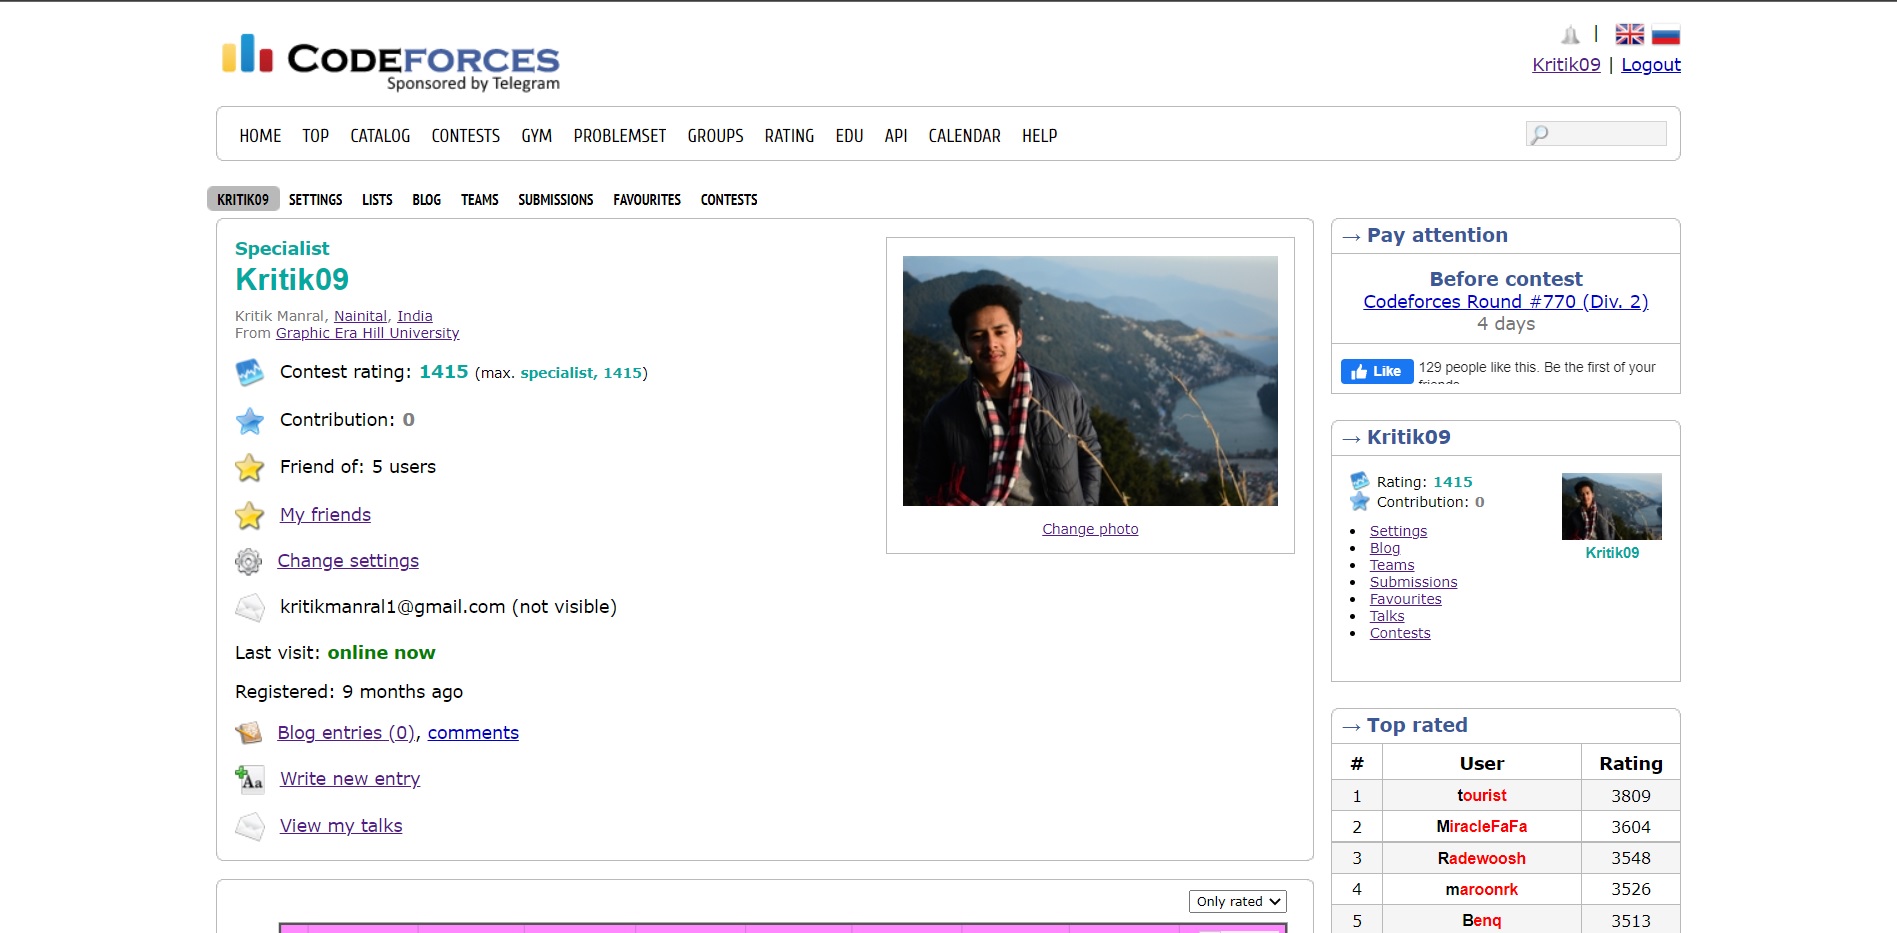 CODEFORCES
Sponsored by Telegram
|
Kritik09 | Logout
HOME TOP CATALOG CONTESTS GYM PROBLEMSET GROUPS RATING EDU API CALENDAR HELP
KRITIK09 SETTINGS LISTS BLOG TEAMS SUBMISSIONS FAVOURITES CONTESTS
Specialist
Kritik09
Kritik Manral, Nainital, India
From Graphic Era Hill University
Contest rating: 1415 (max. specialist, 1415)
Contribution: 0
Friend of: 5 users
My friends
Change settings
kritikmanral1@gmail.com (not visible)
Last visit: online now
Registered: 9 months ago
Blog entries (0), comments
Write new entry
Aa
View my talks
Change photo
Only rated
→ Pay attention
Before contest
Codeforces Round #770 (Div. 2)
4 days
Like 129 people like this. Be the first of your
friends
→ Kritik09
Rating: 1415
Contribution: 0
Settings
Blog
Teams
Submissions
Favourites
Talks
Contests
Kritik09
→ Top rated
# User Rating
1 tourist 3809
2 MiracleFaFa 3604
3 Radewoosh 3548
4 maroonrk 3526
5 Benq 3513